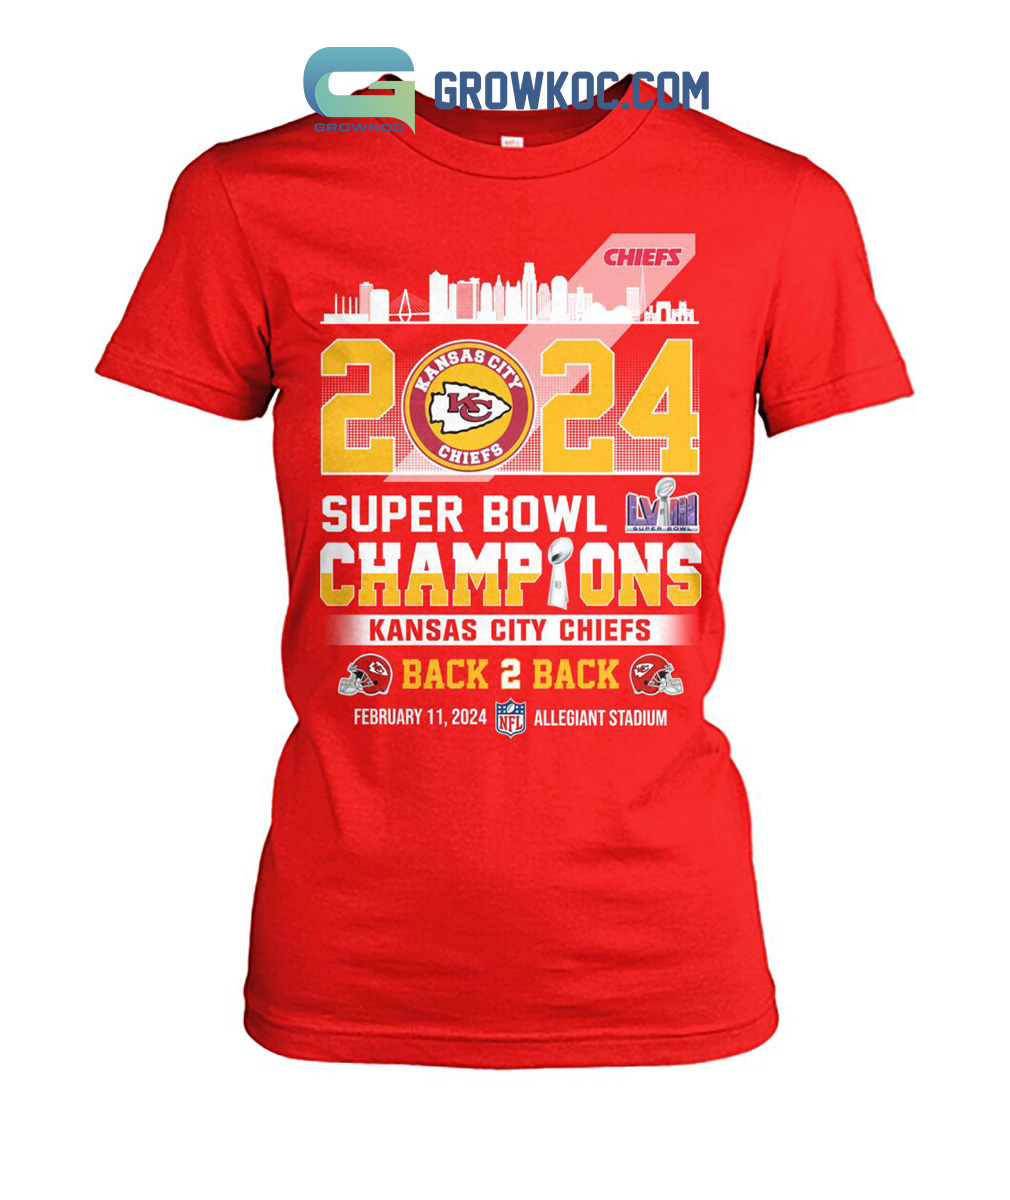 GROWKOC.COM
GROWKOC
CHIEFS
2024
KANSAS CITY
KC
CHIEFS
SUPER BOWL
LVIII
SUPER BOWL
CHAMPIONS
KANSAS CITY CHIEFS
BACK 2 BACK
FEBRUARY 11, 2024 NFL ALLEGIANT STADIUM